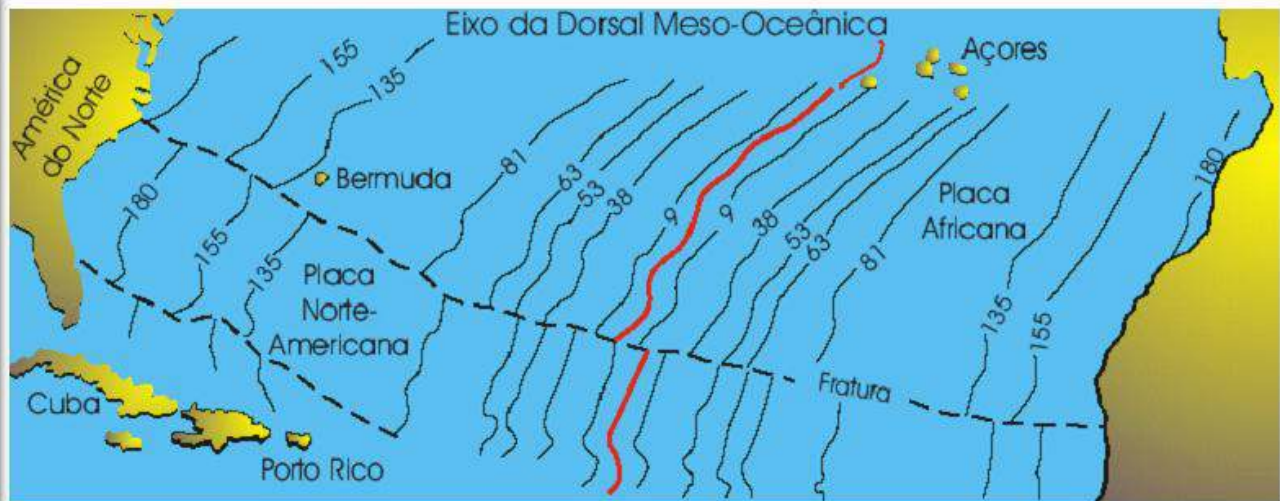 Eixo da Dorsal Meso-Oceânica
Açores
América
do Norte
155
135
Bermuda
81
63
53
38
9
9
38
53
63
81
Placa
Africana
180
180
155
135
Placa
Norte-
Americana
135
155
Fratura
Cuba
Porto Rico